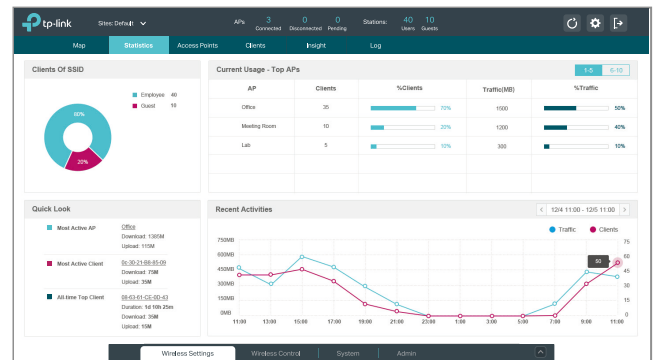 tp-link Sites: Default APs 3 0 0 Stations: 40 10
Connected Disconnected Pending Users Guests
Map Statistics Access Points Clients Insight Log
Clients Of SSID
Employee 40
Guest 10
80%
20%
Current Usage - Top APs 1-5 6-10
AP Clients %Clients Traffic(MB) %Traffic
Office 35 70% 1500 50%
Meeting Room 10 20% 1200 40%
Lab 5 10% 300 10%
Quick Look
Most Active AP Office
Download: 1385M
Upload: 115M
Most Active Client 0c-30-21-B8-85-09
Download: 75M
Upload: 35M
All-time Top Client 08-63-61-CE-0D-43
Duration: 1d 10h 25m
Download: 39M
Upload: 15M
Recent Activities < 12/4 11:00 - 12/5 11:00 >
Traffic Clients
750MB 75
600MB 60
450MB 45
300MB 30
150MB 15
0MB 0
60
11:00 13:00 15:00 17:00 19:00 21:00 23:00 1:00 3:00 5:00 7:00 9:00 11:00
Wireless Settings Wireless Control System Admin